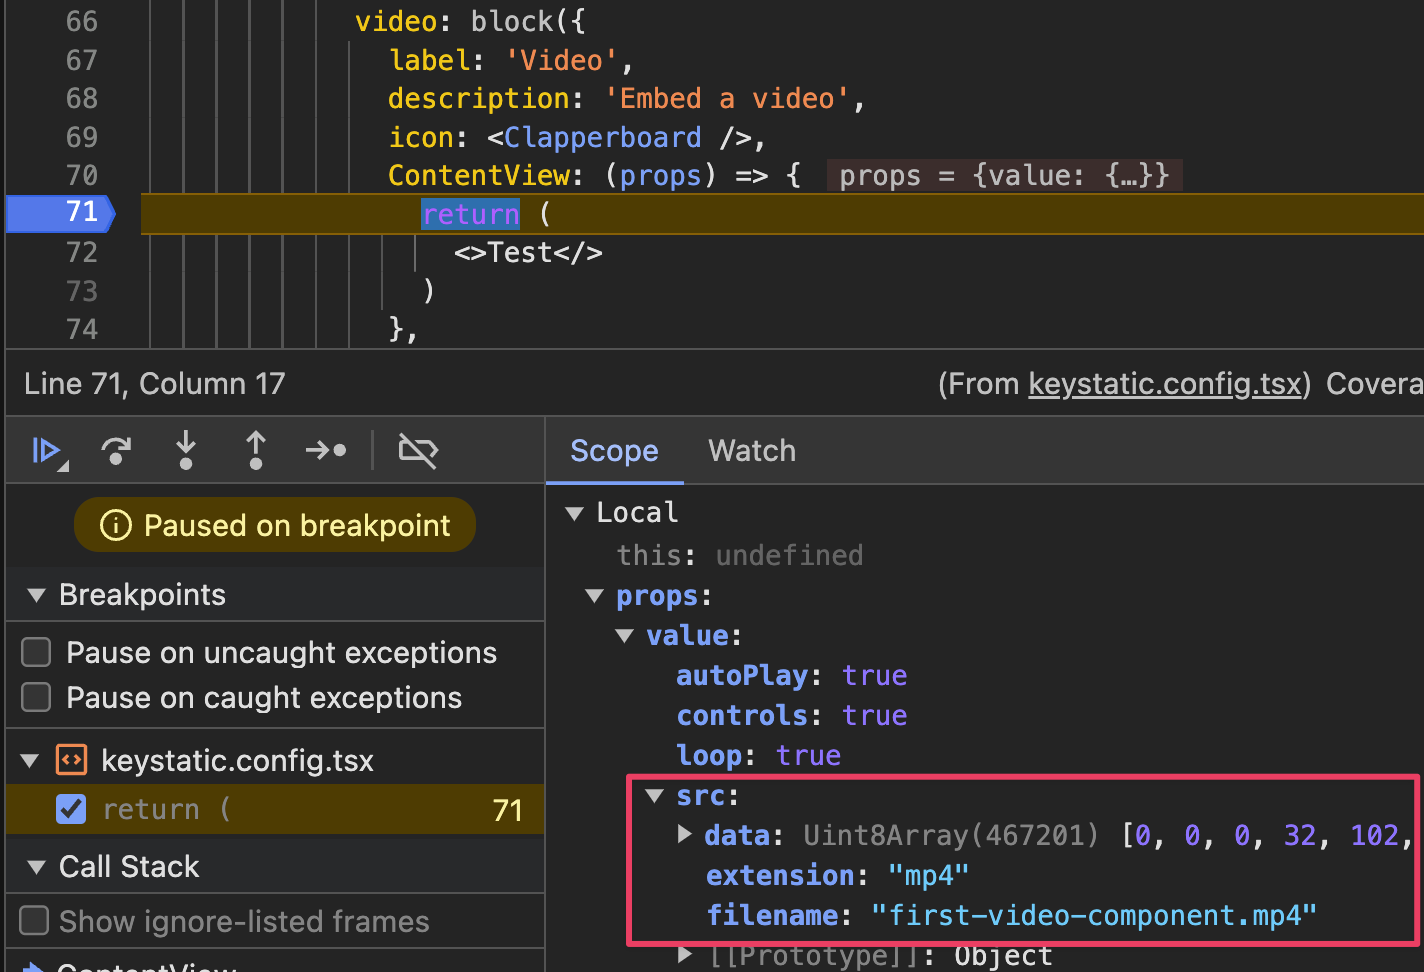 66 video: block({
67 label: 'Video',
68 description: 'Embed a video',
69 icon: <Clapperboard />,
70 ContentView: (props) => { props = {value: {…}}
71 return (
72 <>Test</>
73 )
74 },
Line 71, Column 17
(From keystatic.config.tsx) Covera
Paused on breakpoint
Breakpoints
Pause on uncaught exceptions
Pause on caught exceptions
keystatic.config.tsx
return ( 71
Call Stack
Show ignore-listed frames
ContentView
Scope Watch
Local
this: undefined
props:
value:
autoPlay: true
controls: true
loop: true
src:
data: Uint8Array(467201) [0, 0, 0, 32, 102,
extension: "mp4"
filename: "first-video-component.mp4"
[[Prototype]]: Object